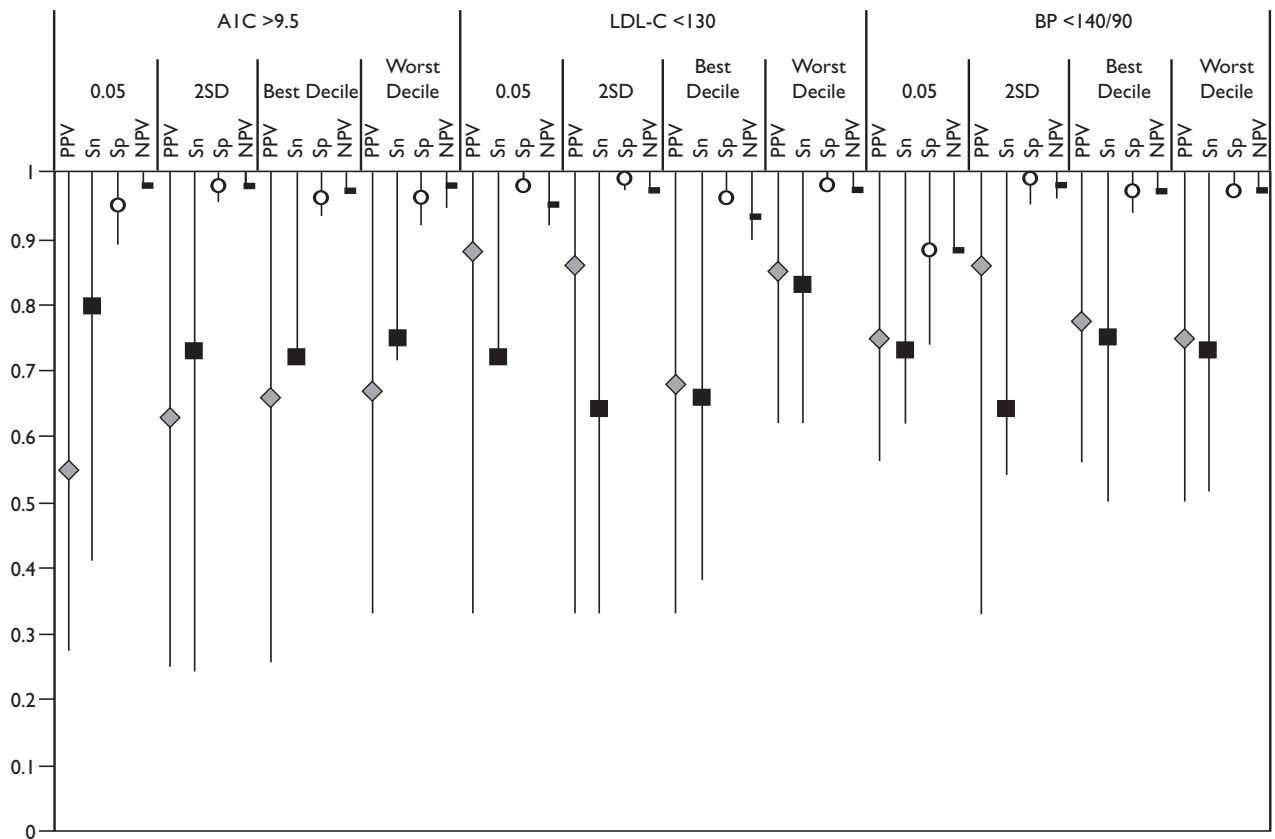 A1C >9.5 LDL-C <130 BP <140/90
Worst Best Worst Best Worst
0.05 2SD Best Decile Decile 0.05 2SD Decile Decile 0.05 2SD Decile Decile
PPV Sn Sp NPV PPV Sn Sp NPV PPV Sn Sp NPV PPV Sn Sp NPV PPV Sn Sp NPV PPV Sn Sp NPV PPV Sn Sp NPV PPV Sn Sp NPV PPV Sn Sp NPV PPV Sn Sp NPV PPV Sn Sp NPV PPV Sn Sp NPV
1
0.9
0.8
0.7
0.6
0.5
0.4
0.3
0.2
0.1
0